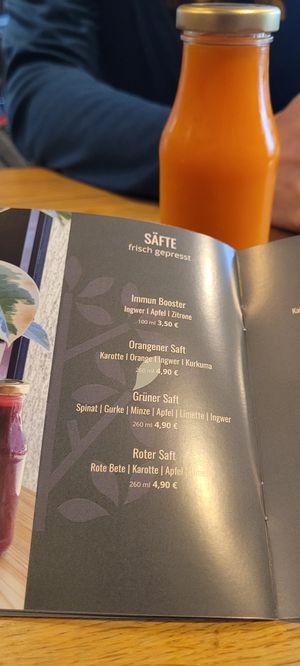 SÄFTE
frisch gepresst
Immun Booster
Ingwer | Apfel | Zitrone
100 ml 3,50 €
Orangener Saft
Karotte | Orange | Ingwer | Kurkuma
260 ml 4,90 €
Grüner Saft
Spinat | Gurke | Minze | Apfel | Limette | Ingwer
260 ml 4,90 €
Roter Saft
Rote Bete | Karotte | Apfel
260 ml 4,90 €